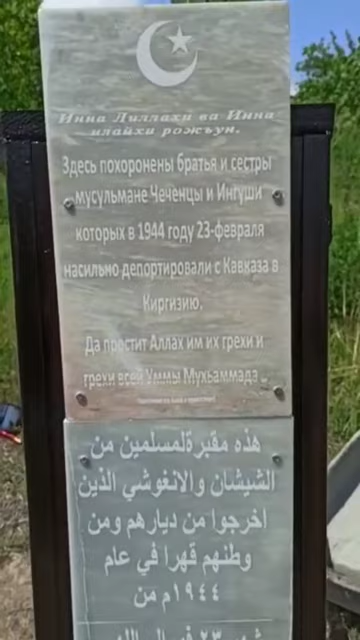 Инна Лиллахи ва Инна
илайхи рожъун.
Здесь похоронены братья и сестры
мусульмане Чеченцы и Ингуши
которых в 1944 году 23-февраля
насильно депортировали с Кавказа в
Киргизию.
Да простит Аллах им их грехи и
грехи всей Уммы Мухьаммада
هذه مقبرة لمسلمين من
الشيشان والانغوشي الذين
اخرجوا من ديارهم ومن
وطنهم قهرا في عام
١٩٤٤م من